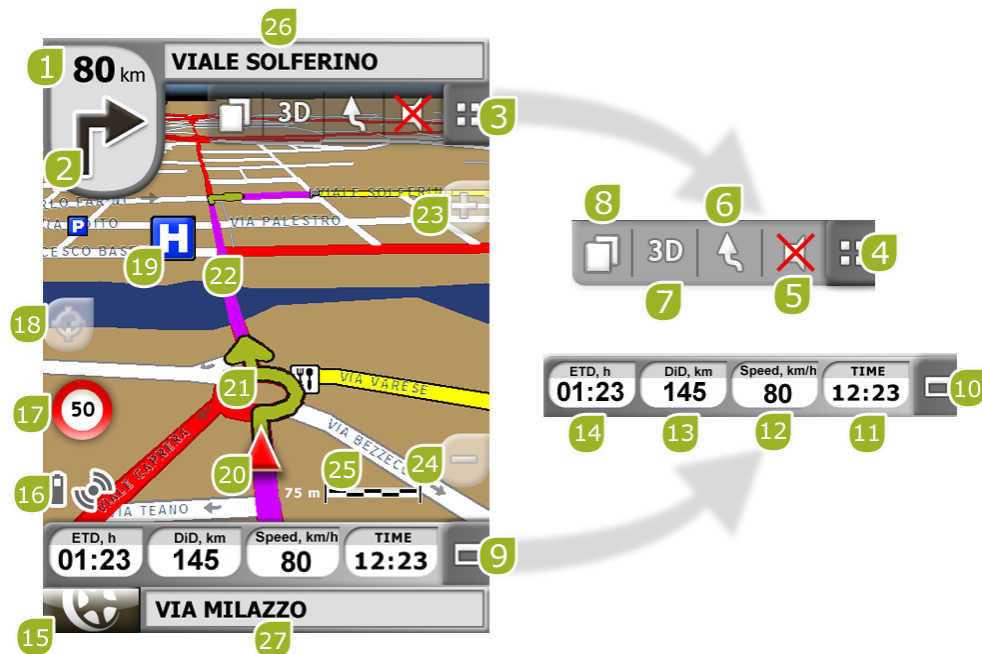 26
1
80 km
VIALE SOLFERINO
2
3D
3
VIALE SOLFERINO
23
P
VIA PALESTRO
H
19
22
18
21
VIA VARESE
17
50
VIALE CAPRERA
20
25
24
75 m
16
VIA TEANO
ETD, h
01:23
DiD, km
145
Speed, km/h
80
TIME
12:23
9
15
VIA MILAZZO
27
8
6
3D
4
7
5
ETD, h
01:23
DiD, km
145
Speed, km/h
80
TIME
12:23
10
14
13
12
11